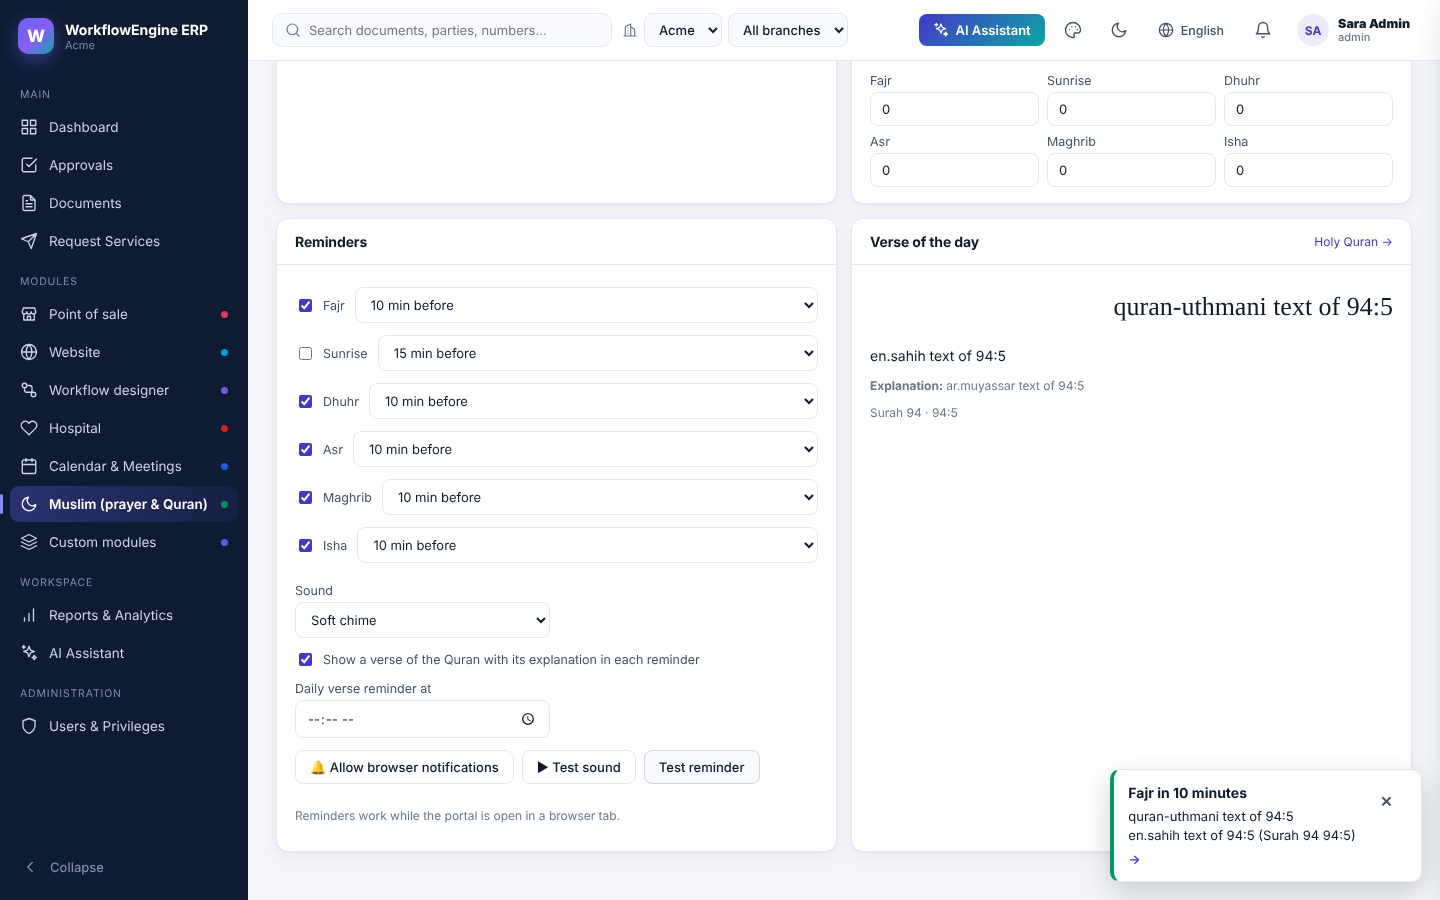 W
WorkflowEngine ERP
Acme
MAIN
Dashboard
Approvals
Documents
Request Services
MODULES
Point of sale
Website
Workflow designer
Hospital
Calendar & Meetings
Muslim (prayer & Quran)
Custom modules
WORKSPACE
Reports & Analytics
AI Assistant
ADMINISTRATION
Users & Privileges
Collapse
Search documents, parties, numbers...
Acme
All branches
AI Assistant
English
SA
Sara Admin
admin
Fajr Sunrise Dhuhr
0 0 0
Asr Maghrib Isha
0 0 0
Reminders
Fajr 10 min before
Sunrise 15 min before
Dhuhr 10 min before
Asr 10 min before
Maghrib 10 min before
Isha 10 min before
Sound
Soft chime
Show a verse of the Quran with its explanation in each reminder
Daily verse reminder at
--:-- --
🔔 Allow browser notifications ▶ Test sound Test reminder
Reminders work while the portal is open in a browser tab.
Verse of the day Holy Quran →
quran-uthmani text of 94:5
en.sahih text of 94:5
Explanation: ar.muyassar text of 94:5
Surah 94 · 94:5
Fajr in 10 minutes ×
quran-uthmani text of 94:5
en.sahih text of 94:5 (Surah 94 94:5)
→